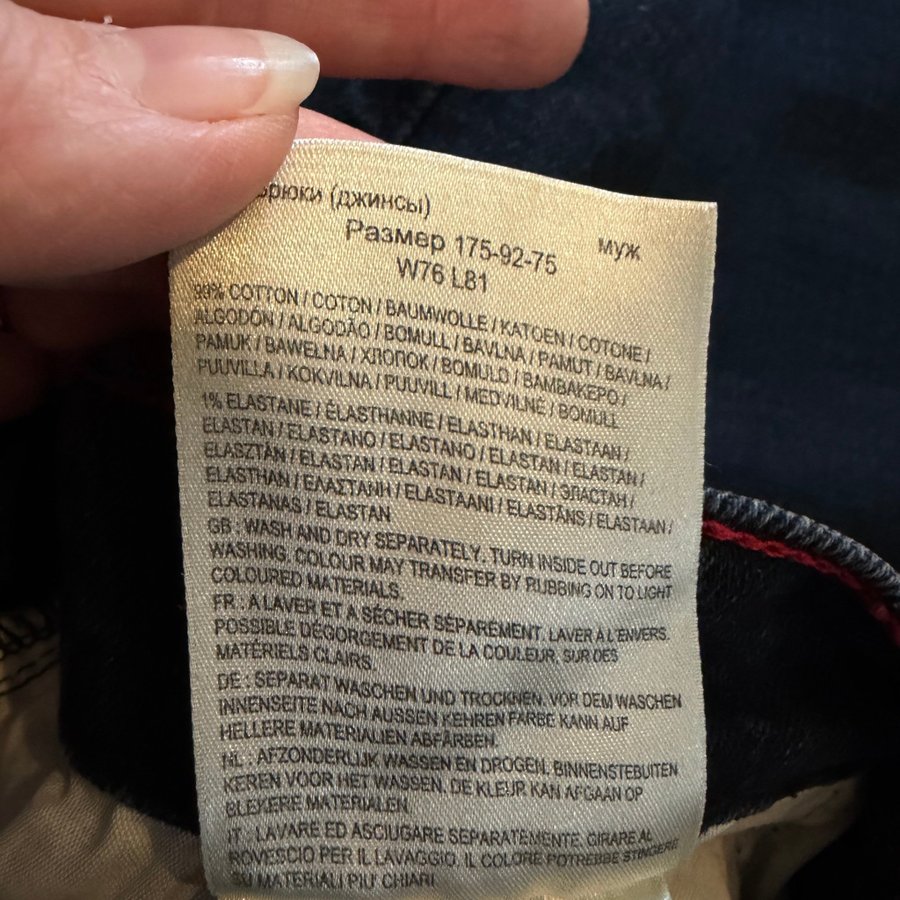 Брюки (джинсы)
муж
Размер 175-92-75
W76 L81
99% COTTON / COTON / BAUMWOLLE / KATOEN / COTONE /
ALGODÓN / ALGODÃO / BOMULL / BAVLNA / PAMUT / BAVLNA /
PAMUK / BAWEŁNA / ХЛОПОК / BOMULD / BAMBAKEPO /
PUUVILLA / KOKVILNA / PUUVILL / MEDVILNĖ / BOMULL
1% ELASTANE / ÉLASTHANNE / ELASTHAN / ELASTAAN /
ELASTAN / ELASTANO / ELASTANO / ELASTAN / ELASTAN /
ELASZTÁN / ELASTAN / ELASTAN / ELASTAN / ЭЛАСТАН /
ELASTHAN / ΕΛΑΣΤΑΝΗ / ELASTAANI / ELASTĀNS / ELASTAAN /
ELASTANAS / ELASTAN
GB : WASH AND DRY SEPARATELY. TURN INSIDE OUT BEFORE
WASHING. COLOUR MAY TRANSFER BY RUBBING ON TO LIGHT
COLOURED MATERIALS.
FR : A LAVER ET A SÉCHER SÉPARÉMENT. LAVER À L'ENVERS.
POSSIBLE DÉGORGEMENT DE LA COULEUR, SUR DES
MATÉRIELS CLAIRS.
DE : SEPARAT WASCHEN UND TROCKNEN. VOR DEM WASCHEN
INNENSEITE NACH AUSSEN KEHREN FARBE KANN AUF
HELLERE MATERIALIEN ABFÄRBEN.
NL : AFZONDERLIJK WASSEN EN DROGEN. BINNENSTEBUITEN
KEREN VOOR HET WASSEN. DE KLEUR KAN AFGAAN OP
BLEKERE MATERIALEN.
IT : LAVARE ED ASCIUGARE SEPARATEMENTE. GIRARE AL
ROVESCIO PER IL LAVAGGIO. IL COLORE POTREBBE STINGERE
SU MATERIALI PIU' CHIARI